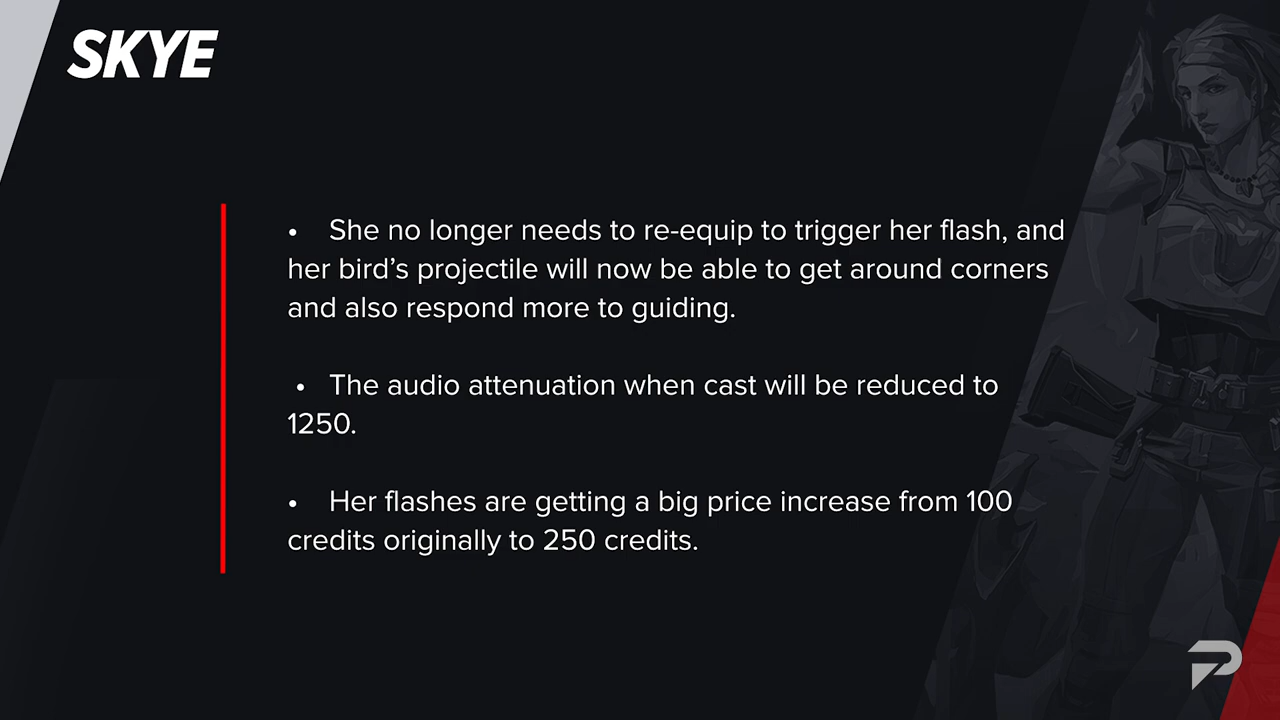 SKYE
• She no longer needs to re-equip to trigger her flash, and
her bird’s projectile will now be able to get around corners
and also respond more to guiding.
• The audio attenuation when cast will be reduced to
1250.
• Her flashes are getting a big price increase from 100
credits originally to 250 credits.